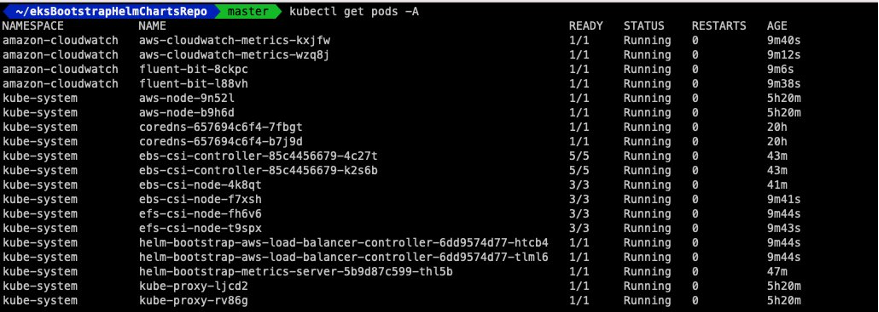 ~/eksBootstrapHelmChartsRepo master kubectl get pods -A
NAMESPACE NAME READY STATUS RESTARTS AGE
amazon-cloudwatch aws-cloudwatch-metrics-kxjfw 1/1 Running 0 9m40s
amazon-cloudwatch aws-cloudwatch-metrics-wzq8j 1/1 Running 0 9m12s
amazon-cloudwatch fluent-bit-8ckpc 1/1 Running 0 9m6s
amazon-cloudwatch fluent-bit-l88vh 1/1 Running 0 9m38s
kube-system aws-node-9n52l 1/1 Running 0 5h20m
kube-system aws-node-b9h6d 1/1 Running 0 5h20m
kube-system coredns-657694c6f4-7fbgt 1/1 Running 0 20h
kube-system coredns-657694c6f4-b7j9d 1/1 Running 0 20h
kube-system ebs-csi-controller-85c4456679-4c27t 5/5 Running 0 43m
kube-system ebs-csi-controller-85c4456679-k2s6b 5/5 Running 0 43m
kube-system ebs-csi-node-4k8qt 3/3 Running 0 41m
kube-system ebs-csi-node-f7xsh 3/3 Running 0 9m41s
kube-system efs-csi-node-fh6v6 3/3 Running 0 9m44s
kube-system efs-csi-node-t9spx 3/3 Running 0 9m43s
kube-system helm-bootstrap-aws-load-balancer-controller-6dd9574d77-htcb4 1/1 Running 0 9m44s
kube-system helm-bootstrap-aws-load-balancer-controller-6dd9574d77-tlml6 1/1 Running 0 9m44s
kube-system helm-bootstrap-metrics-server-5b9d87c599-thl5b 1/1 Running 0 47m
kube-system kube-proxy-ljcd2 1/1 Running 0 5h20m
kube-system kube-proxy-rv86g 1/1 Running 0 5h20m